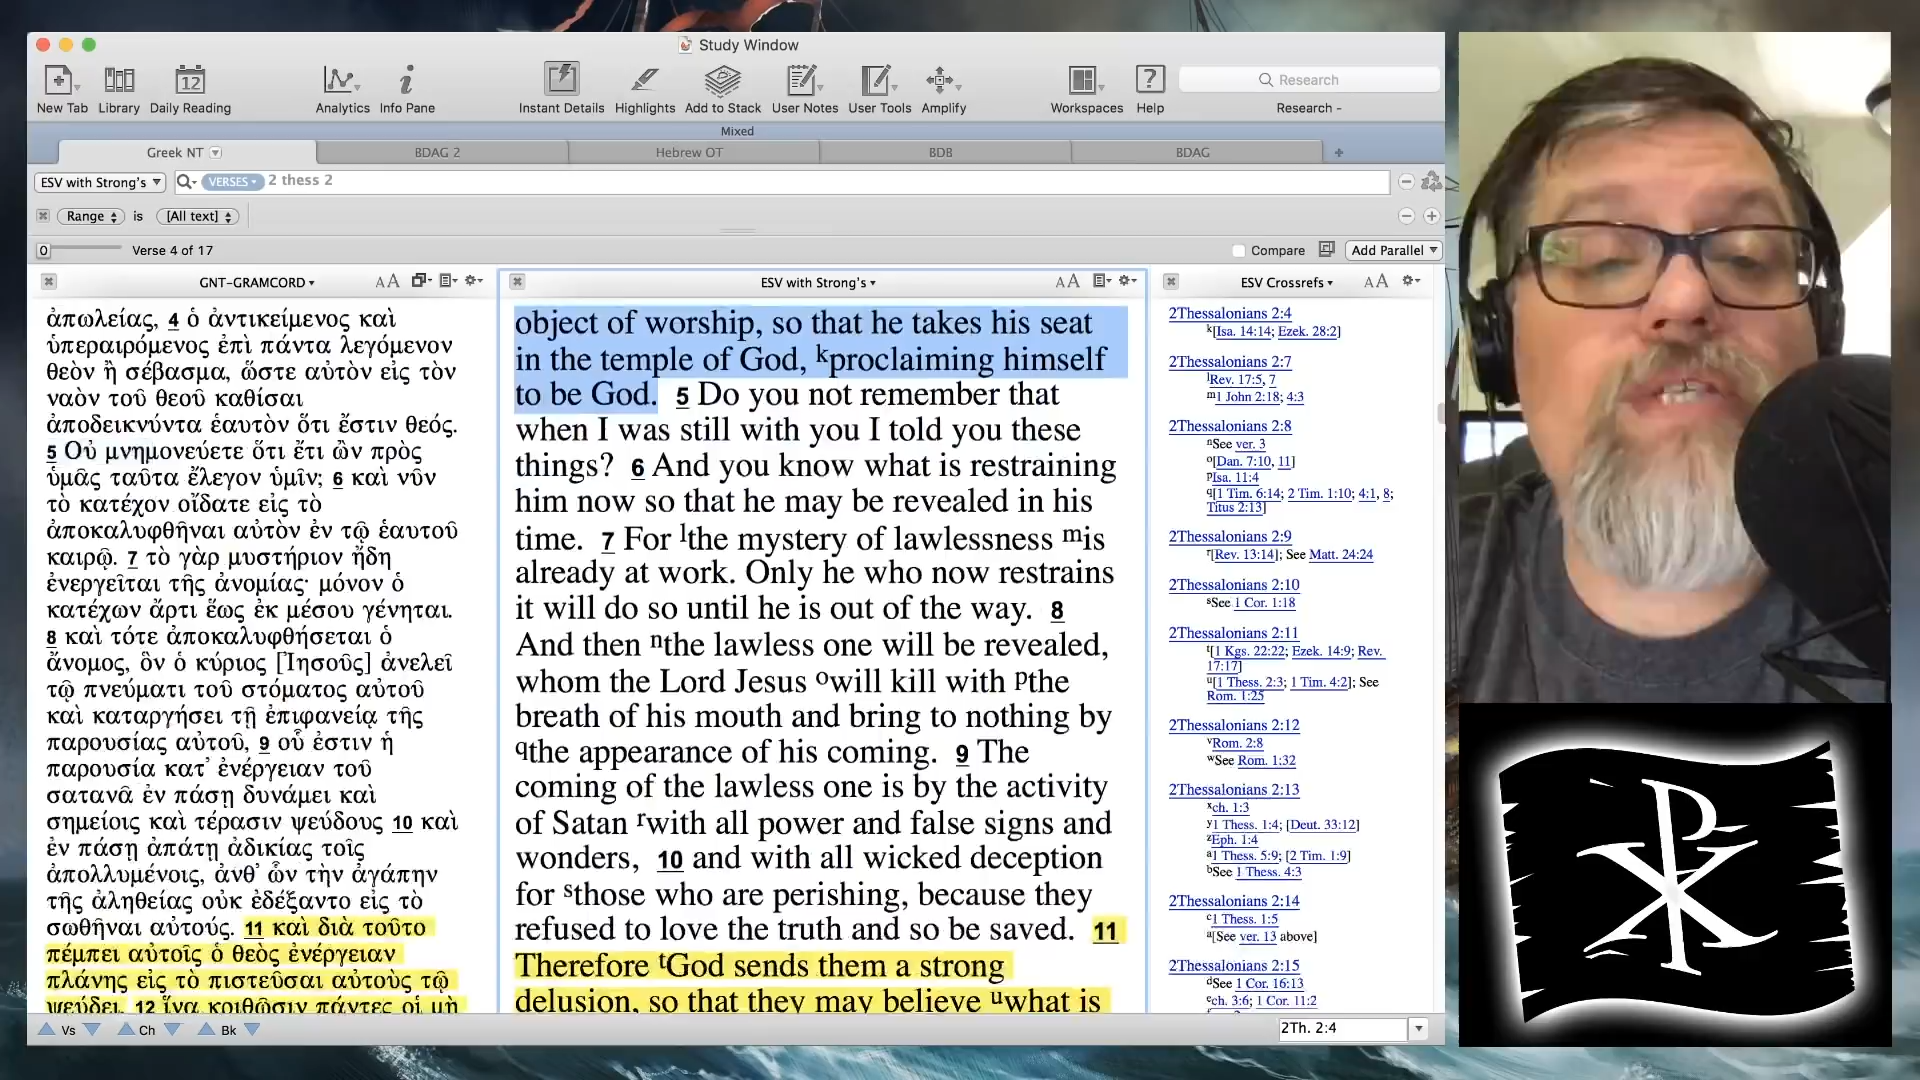 Study Window
New Tab
Library
12
Daily Reading
Analytics
Info Pane
Instant Details
Highlights
Add to Stack
User Notes
User Tools
Amplify
Workspaces
?
Help
Research
Research -
Mixed
Greek NT
BDAG 2
Hebrew OT
BDB
BDAG
ESV with Strong's
VERSES
2 thess 2
Range
is
[All text]
0
Verse 4 of 17
Compare
Add Parallel
GNT-GRAMCORD
AA
ἀπωλείας, 4 ὁ ἀντικείμενος καὶ
ὑπεραιρόμενος ἐπὶ πάντα λεγόμενον
θεὸν ἢ σέβασμα, ὥστε αὐτὸν εἰς τὸν
ναὸν τοῦ θεοῦ καθίσαι
ἀποδεικνύντα ἑαυτὸν ὅτι ἔστιν θεός.
5 Οὐ μνημονεύετε ὅτι ἔτι ὢν πρὸς
ὑμᾶς ταῦτα ἔλεγον ὑμῖν; 6 καὶ νῦν
τὸ κατέχον οἴδατε εἰς τὸ
ἀποκαλυφθῆναι αὐτὸν ἐν τῷ ἑαυτοῦ
καιρῷ. 7 τὸ γὰρ μυστήριον ἤδη
ἐνεργεῖται τῆς ἀνομίας· μόνον ὁ
κατέχων ἄρτι ἕως ἐκ μέσου γένηται.
8 καὶ τότε ἀποκαλυφθήσεται ὁ
ἄνομος, ὃν ὁ κύριος [Ἰησοῦς] ἀνελεῖ
τῷ πνεύματι τοῦ στόματος αὐτοῦ
καὶ καταργήσει τῇ ἐπιφανείᾳ τῆς
παρουσίας αὐτοῦ, 9 οὗ ἐστιν ἡ
παρουσία κατ᾽ ἐνέργειαν τοῦ
σατανᾶ ἐν πάσῃ δυνάμει καὶ
σημείοις καὶ τέρασιν ψεύδους 10 καὶ
ἐν πάσῃ ἀπάτῃ ἀδικίας τοῖς
ἀπολλυμένοις, ἀνθ᾽ ὧν τὴν ἀγάπην
τῆς ἀληθείας οὐκ ἐδέξαντο εἰς τὸ
σωθῆναι αὐτούς. 11 καὶ διὰ τοῦτο
πέμπει αὐτοῖς ὁ θεὸς ἐνέργειαν
πλάνης εἰς τὸ πιστεῦσαι αὐτοὺς τῷ
ψεύδει, 12 ἵνα κριθῶσιν πάντες οἱ μὴ
ESV with Strong's
AA
object of worship, so that he takes his seat
in the temple of God, kproclaiming himself
to be God. 5 Do you not remember that
when I was still with you I told you these
things? 6 And you know what is restraining
him now so that he may be revealed in his
time. 7 For lthe mystery of lawlessness mis
already at work. Only he who now restrains
it will do so until he is out of the way. 8
And then nthe lawless one will be revealed,
whom the Lord Jesus owill kill with pthe
breath of his mouth and bring to nothing by
qthe appearance of his coming. 9 The
coming of the lawless one is by the activity
of Satan rwith all power and false signs and
wonders, 10 and with all wicked deception
for sthose who are perishing, because they
refused to love the truth and so be saved. 11
Therefore tGod sends them a strong
delusion, so that they may believe uwhat is
ESV Crossrefs
AA
2Thessalonians 2:4
k[Isa. 14:14; Ezek. 28:2]
2Thessalonians 2:7
lRev. 17:5, 7
m1 John 2:18; 4:3
2Thessalonians 2:8
nSee ver. 3
o[Dan. 7:10, 11]
pIsa. 11:4
q[1 Tim. 6:14; 2 Tim. 1:10; 4:1, 8;
Titus 2:13]
2Thessalonians 2:9
r[Rev. 13:14]; See Matt. 24:24
2Thessalonians 2:10
sSee 1 Cor. 1:18
2Thessalonians 2:11
t[1 Kgs. 22:22; Ezek. 14:9; Rev.
17:17]
u[1 Thess. 2:3; 1 Tim. 4:2]; See
Rom. 1:25
2Thessalonians 2:12
vRom. 2:8
wSee Rom. 1:32
2Thessalonians 2:13
xch. 1:3
y1 Thess. 1:4; [Deut. 33:12]
zEph. 1:4
a1 Thess. 5:9; [2 Tim. 1:9]
bSee 1 Thess. 4:3
2Thessalonians 2:14
c1 Thess. 1:5
a[See ver. 13 above]
2Thessalonians 2:15
dSee 1 Cor. 16:13
ech. 3:6; 1 Cor. 11:2
Vs
Ch
Bk
2Th. 2:4